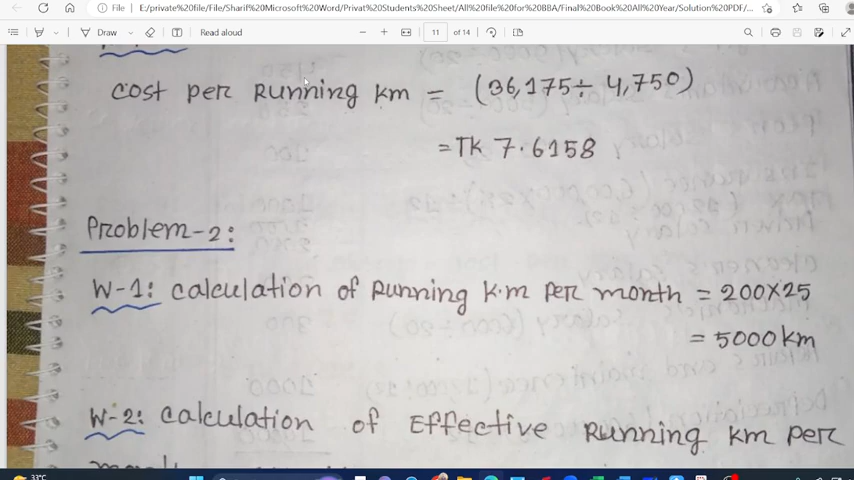 File | E:/private%20file/File/Sharif%20Microsoft%20Word/Privat%20Students%20Sheet/All%20file%20for%20BBA/Final%20Book%20All%20Year/Solution%20PDF/...
Draw Read aloud 11 of 14
Cost per Running km = (36,175÷ 4,750)
= TK 7.6158
Problem-2:
W-1: calculation of Running K.m per month = 200×25
= 5000 km
W-2: calculation of Effective Running km per
33°C